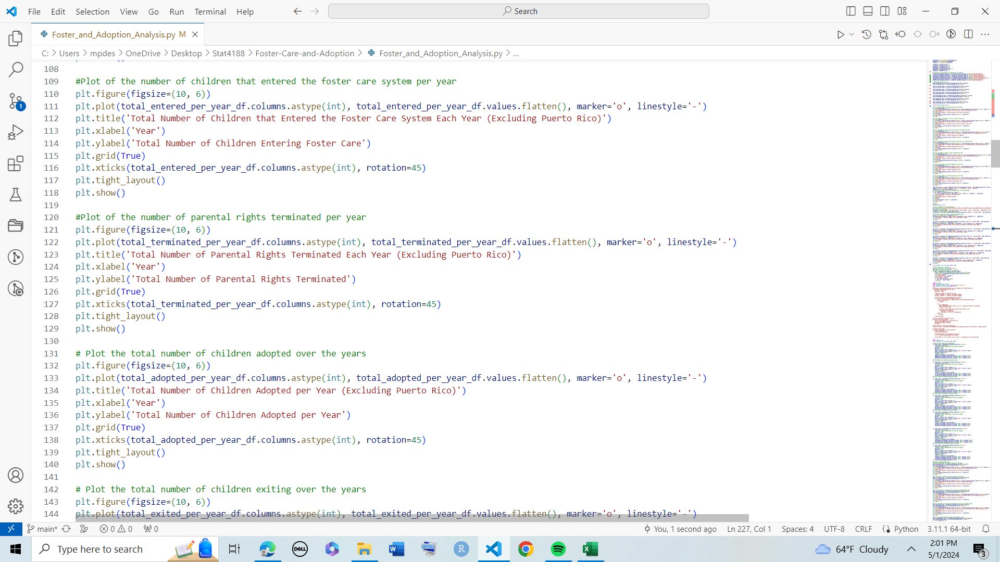 File Edit Selection View Go Run Terminal Help
Search
Foster_and_Adoption_Analysis.py M
C: > Users > mpdes > OneDrive > Desktop > Stat4188 > Foster-Care-and-Adoption > Foster_and_Adoption_Analysis.py > ...
108
109 #Plot of the number of children that entered the foster care system per year
110 plt.figure(figsize=(10, 6))
111 plt.plot(total_entered_per_year_df.columns.astype(int), total_entered_per_year_df.values.flatten(), marker='o', linestyle='-')
112 plt.title('Total Number of Children that Entered the Foster Care System Each Year (Excluding Puerto Rico)')
113 plt.xlabel('Year')
114 plt.ylabel('Total Number of Children Entering Foster Care')
115 plt.grid(True)
116 plt.xticks(total_entered_per_year_df.columns.astype(int), rotation=45)
117 plt.tight_layout()
118 plt.show()
119
120 #Plot of the number of parental rights terminated per year
121 plt.figure(figsize=(10, 6))
122 plt.plot(total_terminated_per_year_df.columns.astype(int), total_terminated_per_year_df.values.flatten(), marker='o', linestyle='-')
123 plt.title('Total Number of Parental Rights Terminated Each Year (Excluding Puerto Rico)')
124 plt.xlabel('Year')
125 plt.ylabel('Total Number of Parental Rights Terminated')
126 plt.grid(True)
127 plt.xticks(total_terminated_per_year_df.columns.astype(int), rotation=45)
128 plt.tight_layout()
129 plt.show()
130
131 # Plot the total number of children adopted over the years
132 plt.figure(figsize=(10, 6))
133 plt.plot(total_adopted_per_year_df.columns.astype(int), total_adopted_per_year_df.values.flatten(), marker='o', linestyle='-')
134 plt.title('Total Number of Children Adopted per Year (Excluding Puerto Rico)')
135 plt.xlabel('Year')
136 plt.ylabel('Total Number of Children Adopted per Year')
137 plt.grid(True)
138 plt.xticks(total_adopted_per_year_df.columns.astype(int), rotation=45)
139 plt.tight_layout()
140 plt.show()
141
142 # Plot the total number of children exiting over the years
143 plt.figure(figsize=(10, 6))
144 plt.plot(total_exited_per_year_df.columns.astype(int), total_exited_per_year_df.values.flatten(), marker='o', linestyle='-')
1
main* 0 0 0 You, 1 second ago Ln 227, Col 1 Spaces: 4 UTF-8 CRLF Python 3.11.1 64-bit
Type here to search DELL W R X 64°F Cloudy 2:01 PM
5/1/2024 3